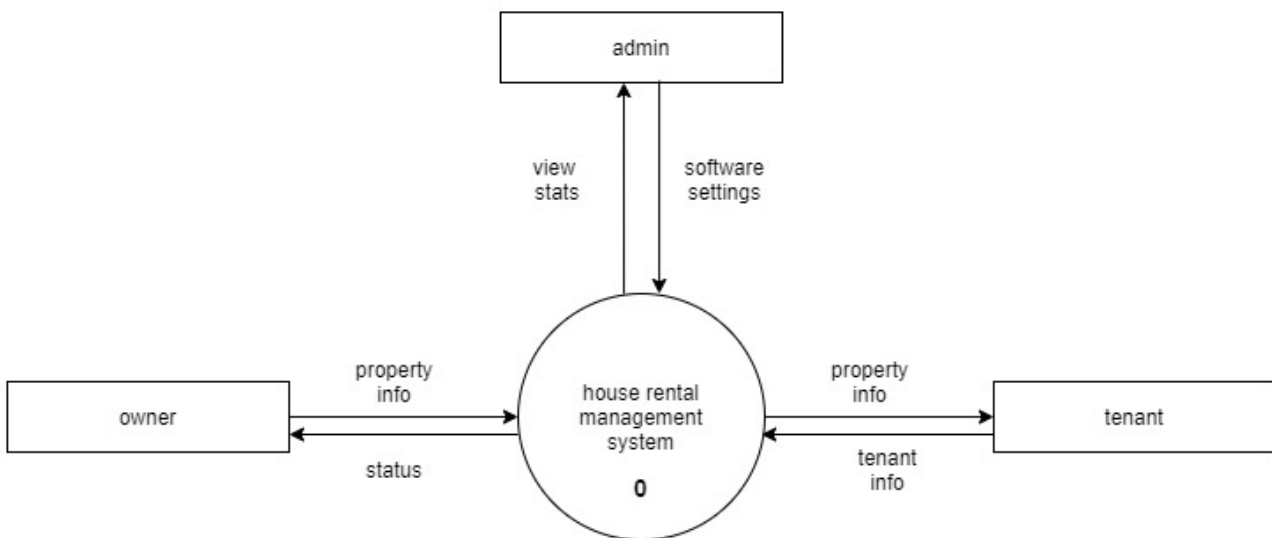 admin
view
stats
software
settings
property
info
property
info
owner
house rental
management
system
tenant
status
tenant
info
0